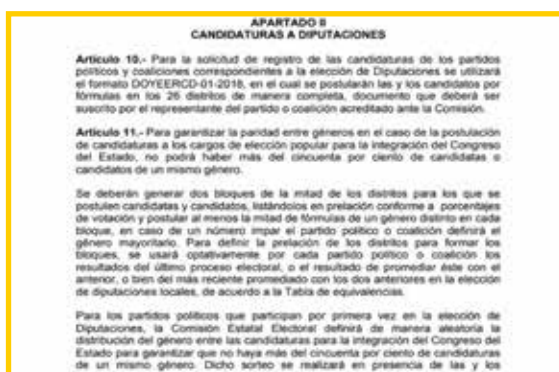 APARTADO II
CANDIDATURAS A DIPUTACIONES
Artículo 10.- Para la solicitud de registro de las candidaturas de los partidos
políticos y coaliciones correspondientes a la elección de Diputaciones se utilizará
el formato DOYEERCD-01-2018, en el cual se postularán las y los candidatos por
fórmulas en los 26 distritos de manera completa, documento que deberá ser
suscrito por el representante del partido o coalición acreditado ante la Comisión.
Artículo 11.- Para garantizar la paridad entre géneros en el caso de la postulación
de candidaturas a los cargos de elección popular para la integración del Congreso
del Estado, no podrá haber más del cincuenta por ciento de candidatas o
candidatos de un mismo género.
Se deberán generar dos bloques de la mitad de los distritos para los que se
postulen candidatas y candidatos, listándolos en prelación conforme a porcentajes
de votación y postular al menos la mitad de fórmulas de un género distinto en cada
bloque, en caso de un número impar el partido político o coalición definirá el
género mayoritario. Para definir la prelación de los distritos para formar los
bloques, se usará optativamente por cada partido político o coalición los
resultados del último proceso electoral, o el resultado de promediar éste con el
anterior, o bien del más reciente promediado con los dos anteriores en la elección
de diputaciones locales, de acuerdo a la Tabla de equivalencias.
Para los partidos políticos que participan por primera vez en la elección de
Diputaciones, la Comisión Estatal Electoral definirá de manera aleatoria la
distribución del género entre las candidaturas para la integración del Congreso del
Estado para garantizar que no haya más del cincuenta por ciento de candidaturas
de un mismo género. Dicho sorteo se realizará en presencia de las y los